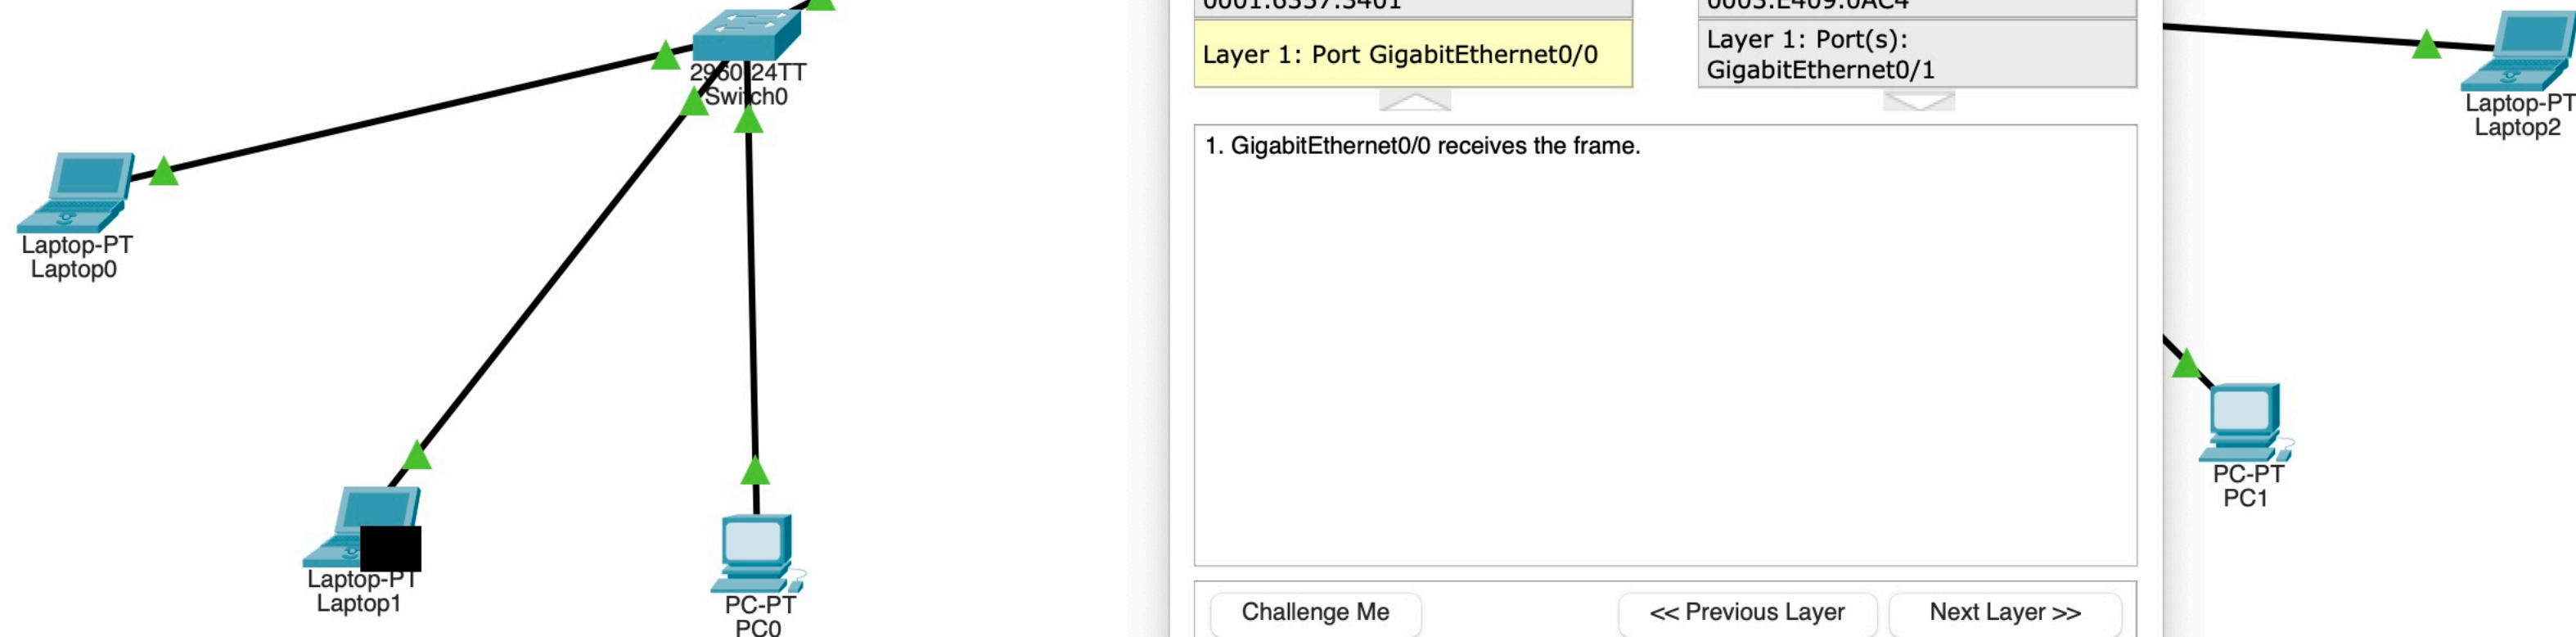 2960-24TT
Switch0
Laptop-PT
Laptop0
Laptop-PT
Laptop1
PC-PT
PC0
Layer 1: Port GigabitEthernet0/0
Layer 1: Port(s):
GigabitEthernet0/1
1. GigabitEthernet0/0 receives the frame.
Challenge Me
<< Previous Layer
Next Layer >>
Laptop-PT
Laptop2
PC-PT
PC1